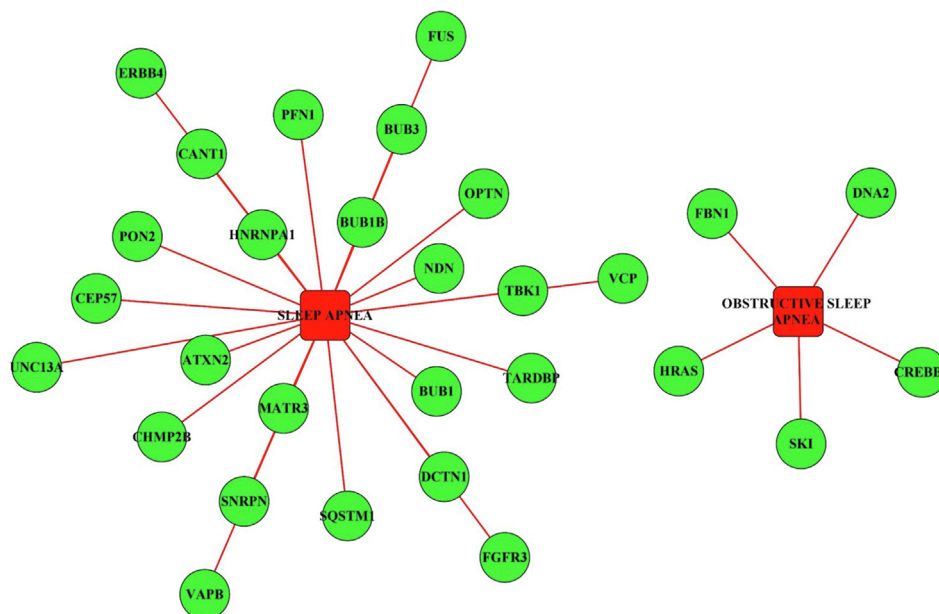 FUS
ERBB4
PFN1
BUB3
CANT1
OPTN
DNA2
FBN1
BUB1B
HNRNPA1
PON2
NDN
VCP
TBK1
CEP57
OBSTRUCTIVE SLEEP
APNEA
SLEEP APNEA
ATXN2
UNC13A
HRAS
CREBB
TARDBP
BUB1
MATR3
CHMP2B
SKI
DCTN1
SNRPN
SQSTM1
FGFR3
VAPB